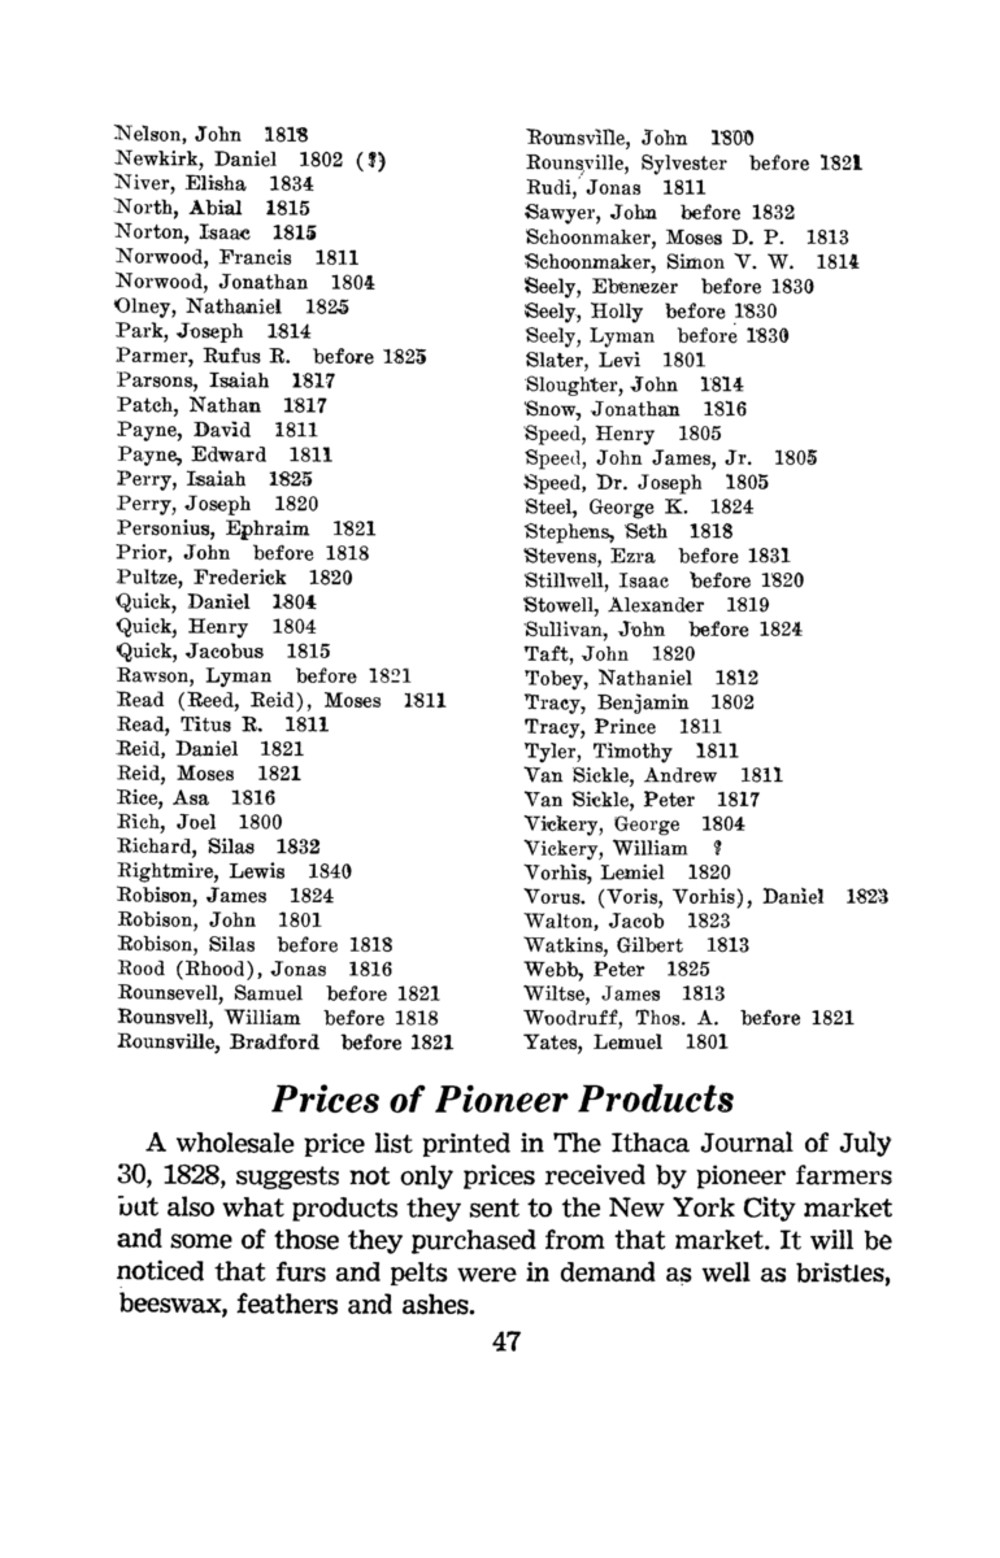 Nelson, John 1818
Newkirk, Daniel 1802 (?)
Niver, Elisha 1834
North, Abial 1815
Norton, Isaac 1815
Norwood, Francis 1811
Norwood, Jonathan 1804
Olney, Nathaniel 1825
Park, Joseph 1814
Parmer, Rufus R. before 1825
Parsons, Isaiah 1817
Patch, Nathan 1817
Payne, David 1811
Payne, Edward 1811
Perry, Isaiah 1825
Perry, Joseph 1820
Personius, Ephraim 1821
Prior, John before 1818
Pultze, Frederick 1820
Quick, Daniel 1804
Quick, Henry 1804
Quick, Jacobus 1815
Rawson, Lyman before 1821
Read (Reed, Reid), Moses 1811
Read, Titus R. 1811
Reid, Daniel 1821
Reid, Moses 1821
Rice, Asa 1816
Rich, Joel 1800
Richard, Silas 1832
Rightmire, Lewis 1840
Robison, James 1824
Robison, John 1801
Robison, Silas before 1818
Rood (Rhood), Jonas 1816
Rounsevell, Samuel before 1821
Rounsvell, William before 1818
Rounsville, Bradford before 1821
Rounsville, John 1800
Rounsville, Sylvester before 1821
Rudi, Jonas 1811
Sawyer, John before 1832
Schoonmaker, Moses D. P. 1813
Schoonmaker, Simon V. W. 1814
Seely, Ebenezer before 1830
Seely, Holly before 1830
Seely, Lyman before 1830
Slater, Levi 1801
Sloughter, John 1814
Snow, Jonathan 1816
Speed, Henry 1805
Speed, John James, Jr. 1805
Speed, Dr. Joseph 1805
Steel, George K. 1824
Stephens, Seth 1818
Stevens, Ezra before 1831
Stillwell, Isaac before 1820
Stowell, Alexander 1819
Sullivan, John before 1824
Taft, John 1820
Tobey, Nathaniel 1812
Tracy, Benjamin 1802
Tracy, Prince 1811
Tyler, Timothy 1811
Van Sickle, Andrew 1811
Van Sickle, Peter 1817
Vickery, George 1804
Vickery, William ?
Vorhis, Lemiel 1820
Vorus. (Voris, Vorhis), Daniel 1823
Walton, Jacob 1823
Watkins, Gilbert 1813
Webb, Peter 1825
Wiltse, James 1813
Woodruff, Thos. A. before 1821
Yates, Lemuel 1801
Prices of Pioneer Products
A wholesale price list printed in The Ithaca Journal of July
30, 1828, suggests not only prices received by pioneer farmers
but also what products they sent to the New York City market
and some of those they purchased from that market. It will be
noticed that furs and pelts were in demand as well as bristles,
beeswax, feathers and ashes.
47